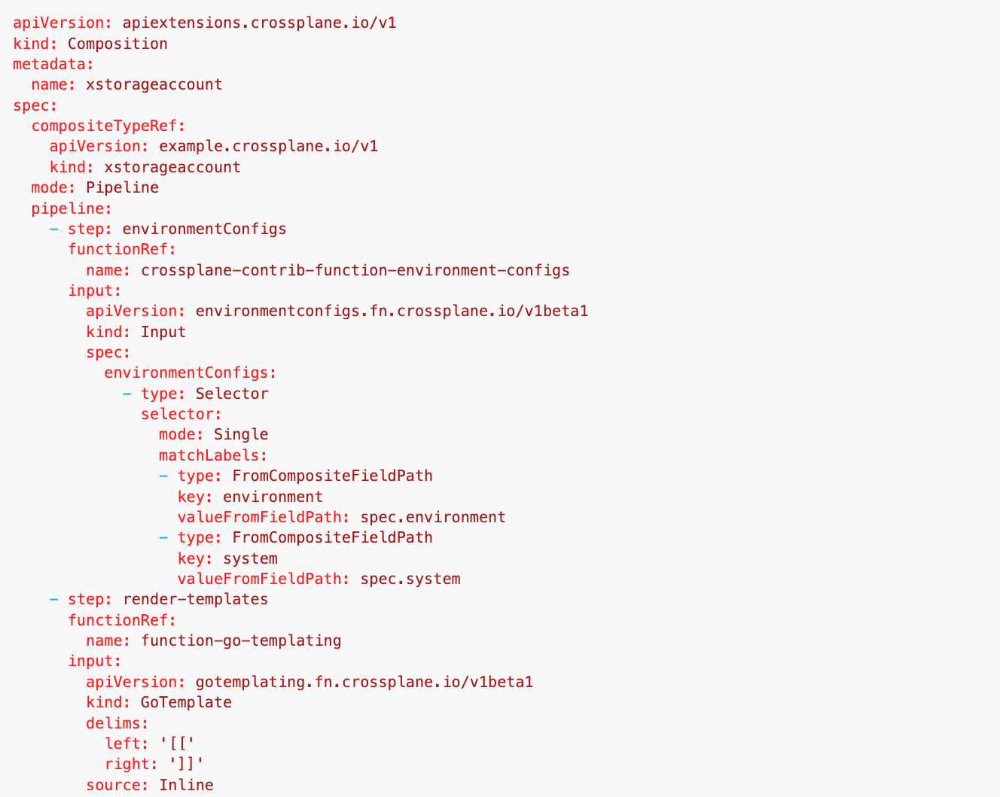 apiVersion: apiextensions.crossplane.io/v1
kind: Composition
metadata:
  name: xstorageaccount
spec:
  compositeTypeRef:
    apiVersion: example.crossplane.io/v1
    kind: xstorageaccount
  mode: Pipeline
  pipeline:
    - step: environmentConfigs
      functionRef:
        name: crossplane-contrib-function-environment-configs
      input:
        apiVersion: environmentconfigs.fn.crossplane.io/v1beta1
        kind: Input
        spec:
          environmentConfigs:
            - type: Selector
              selector:
                mode: Single
                matchLabels:
                - type: FromCompositeFieldPath
                  key: environment
                  valueFromFieldPath: spec.environment
                - type: FromCompositeFieldPath
                  key: system
                  valueFromFieldPath: spec.system
    - step: render-templates
      functionRef:
        name: function-go-templating
      input:
        apiVersion: gotemplating.fn.crossplane.io/v1beta1
        kind: GoTemplate
        delims:
          left: '[['
          right: ']]'
        source: Inline